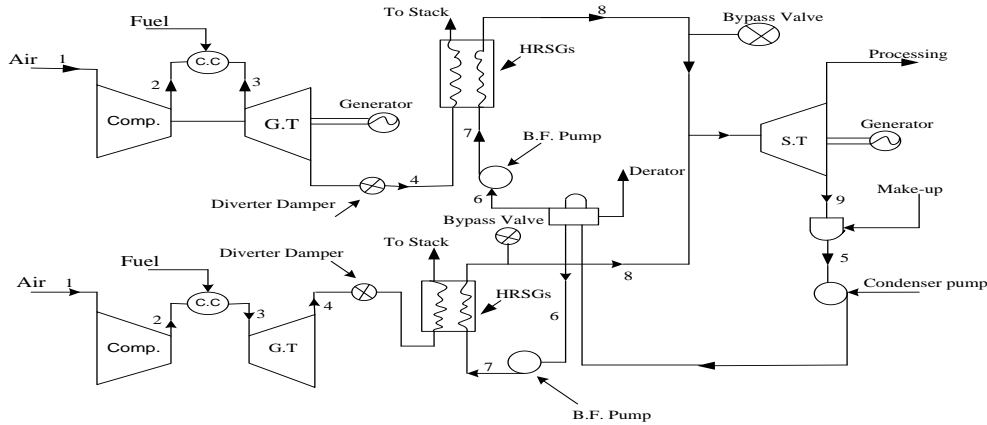 To Stack
8
Bypass Valve
Fuel
HRSGs
Air
1
C.C
Processing
2
3
Generator
Comp.
G.T
7
B.F. Pump
Generator
S.T
Derator
4
6
Make-up
Diverter Damper
Bypass Valve
9
To Stack
Diverter Damper
5
Fuel
8
Air
1
C.C
4
HRSGs
Condenser pump
2
3
6
Comp.
G.T
7
B.F. Pump